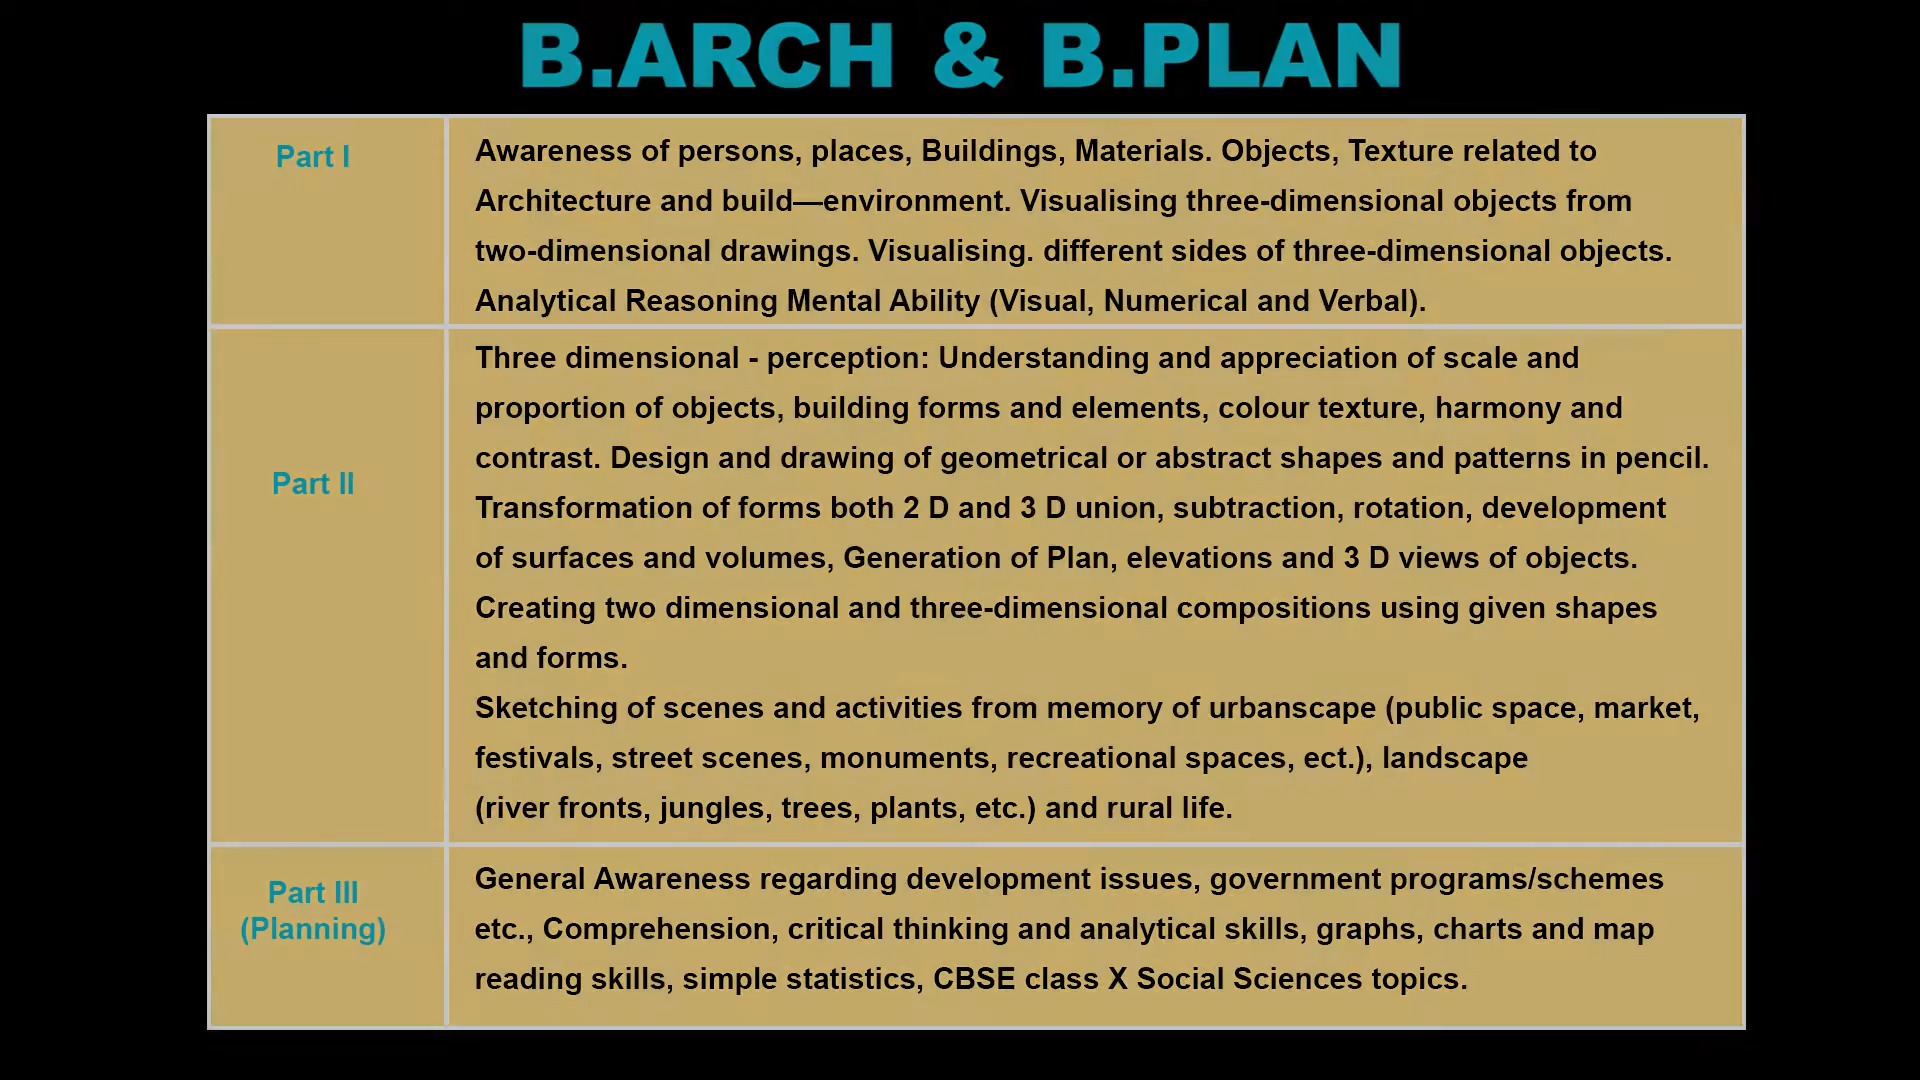 B.ARCH & B.PLAN
Part I
Awareness of persons, places, Buildings, Materials. Objects, Texture related to
Architecture and build—environment. Visualising three-dimensional objects from
two-dimensional drawings. Visualising. different sides of three-dimensional objects.
Analytical Reasoning Mental Ability (Visual, Numerical and Verbal).
Part II
Three dimensional - perception: Understanding and appreciation of scale and
proportion of objects, building forms and elements, colour texture, harmony and
contrast. Design and drawing of geometrical or abstract shapes and patterns in pencil.
Transformation of forms both 2 D and 3 D union, subtraction, rotation, development
of surfaces and volumes, Generation of Plan, elevations and 3 D views of objects.
Creating two dimensional and three-dimensional compositions using given shapes
and forms.
Sketching of scenes and activities from memory of urbanscape (public space, market,
festivals, street scenes, monuments, recreational spaces, ect.), landscape
(river fronts, jungles, trees, plants, etc.) and rural life.
Part III
(Planning)
General Awareness regarding development issues, government programs/schemes
etc., Comprehension, critical thinking and analytical skills, graphs, charts and map
reading skills, simple statistics, CBSE class X Social Sciences topics.